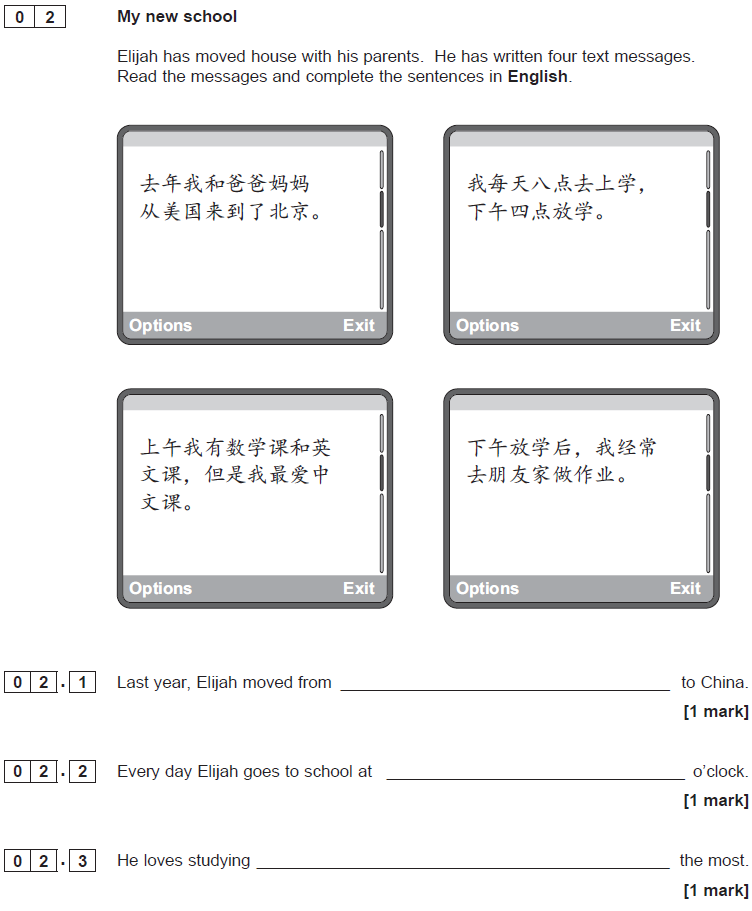 0 2 My new school
Elijah has moved house with his parents. He has written four text messages.
Read the messages and complete the sentences in English.
去年我和爸爸妈妈
从美国来到了北京。
Options Exit
我每天八点去上学，
下午四点放学。
Options Exit
上午我有数学课和英
文课，但是我最爱中
文课。
Options Exit
下午放学后，我经常
去朋友家做作业。
Options Exit
0 2 . 1 Last year, Elijah moved from ______ to China.
[1 mark]
0 2 . 2 Every day Elijah goes to school at ______ o’clock.
[1 mark]
0 2 . 3 He loves studying ______ the most.
[1 mark]